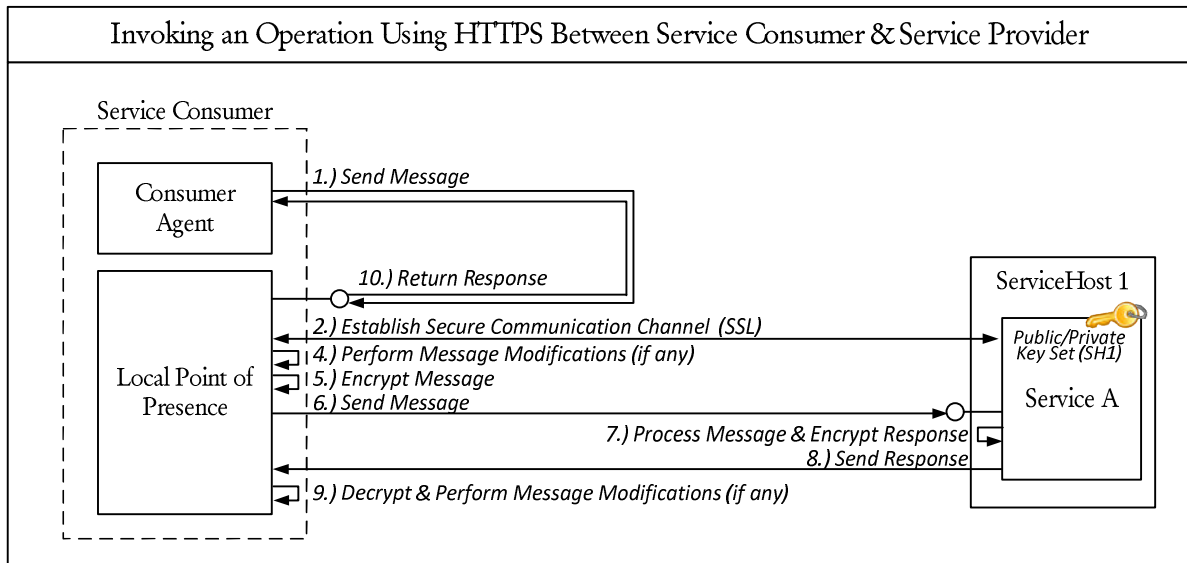 Invoking an Operation Using HTTPS Between Service Consumer & Service Provider
Service Consumer
Consumer
Agent
1.) Send Message
10.) Return Response
ServiceHost 1
2.) Establish Secure Communication Channel (SSL)
Public/Private
Key Set (SH1)
4.) Perform Message Modifications (if any)
5.) Encrypt Message
Local Point of
Presence
6.) Send Message
Service A
7.) Process Message & Encrypt Response
8.) Send Response
9.) Decrypt & Perform Message Modifications (if any)